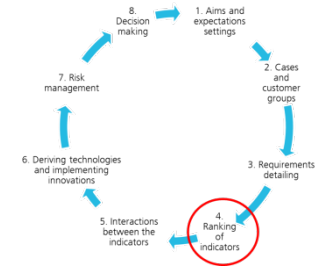 8.
Decision
making
1. Aims and
expectations
settings
2. Cases
and
customer
groups
3. Requirements
detailing
4.
Ranking
of
indicators
5. Interactions
between the
indicators
6. Deriving technologies
and implementing
innovations
7. Risk
management